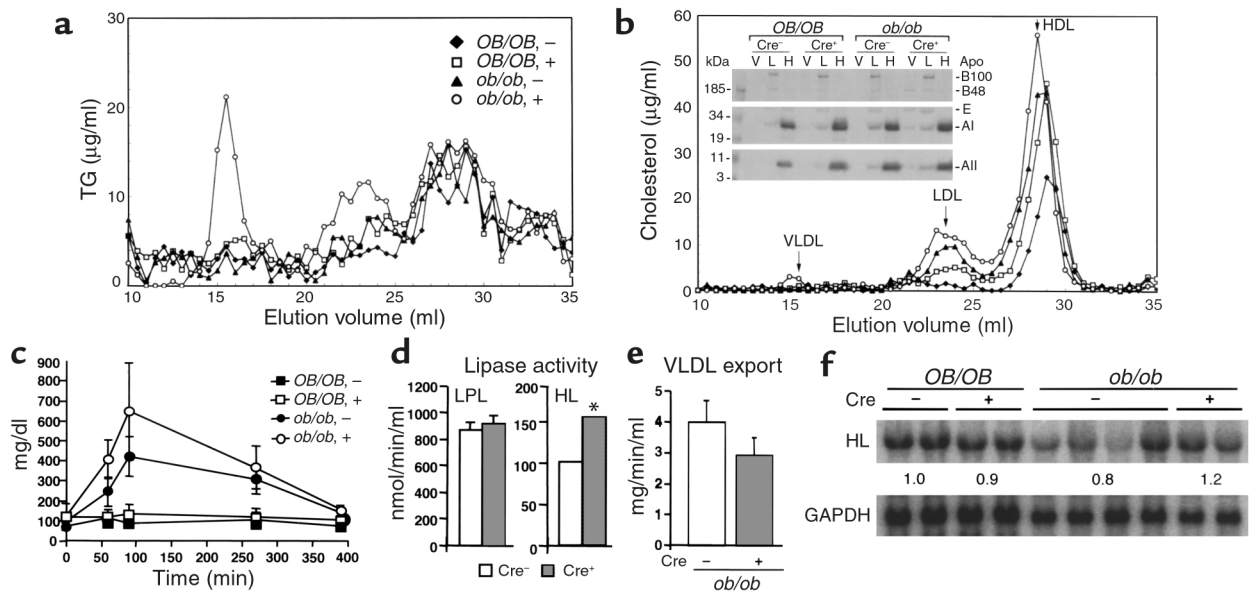 a
30
20
10
0
TG (μg/ml)
10 15 20 25 30 35
Elution volume (ml)
OB/OB, –
OB/OB, +
ob/ob, –
ob/ob, +
b
60
50
40
30
20
10
0
Cholesterol (μg/ml)
10 15 20 25 30 35
Elution volume (ml)
VLDL
LDL
HDL
OB/OB ob/ob
Cre– Cre+ Cre– Cre+
kDa V L H V L H V L H V L H Apo
185-
34 -
19 -
11 -
3 -
-B100
-B48
-E
-AI
-AII
c
900
800
700
600
500
400
300
200
100
0
mg/dl
0 50 100 150 200 250 300 350 400
Time (min)
OB/OB, –
OB/OB, +
ob/ob, –
ob/ob, +
d
Lipase activity
LPL
1200
1000
800
600
400
200
0
nmol/min/ml
HL
200
150
100
50
0
*
Cre– Cre+
e
VLDL export
5
4
3
2
1
0
mg/min/ml
Cre – +
ob/ob
f
OB/OB ob/ob
Cre – + – +
HL
1.0 0.9 0.8 1.2
GAPDH